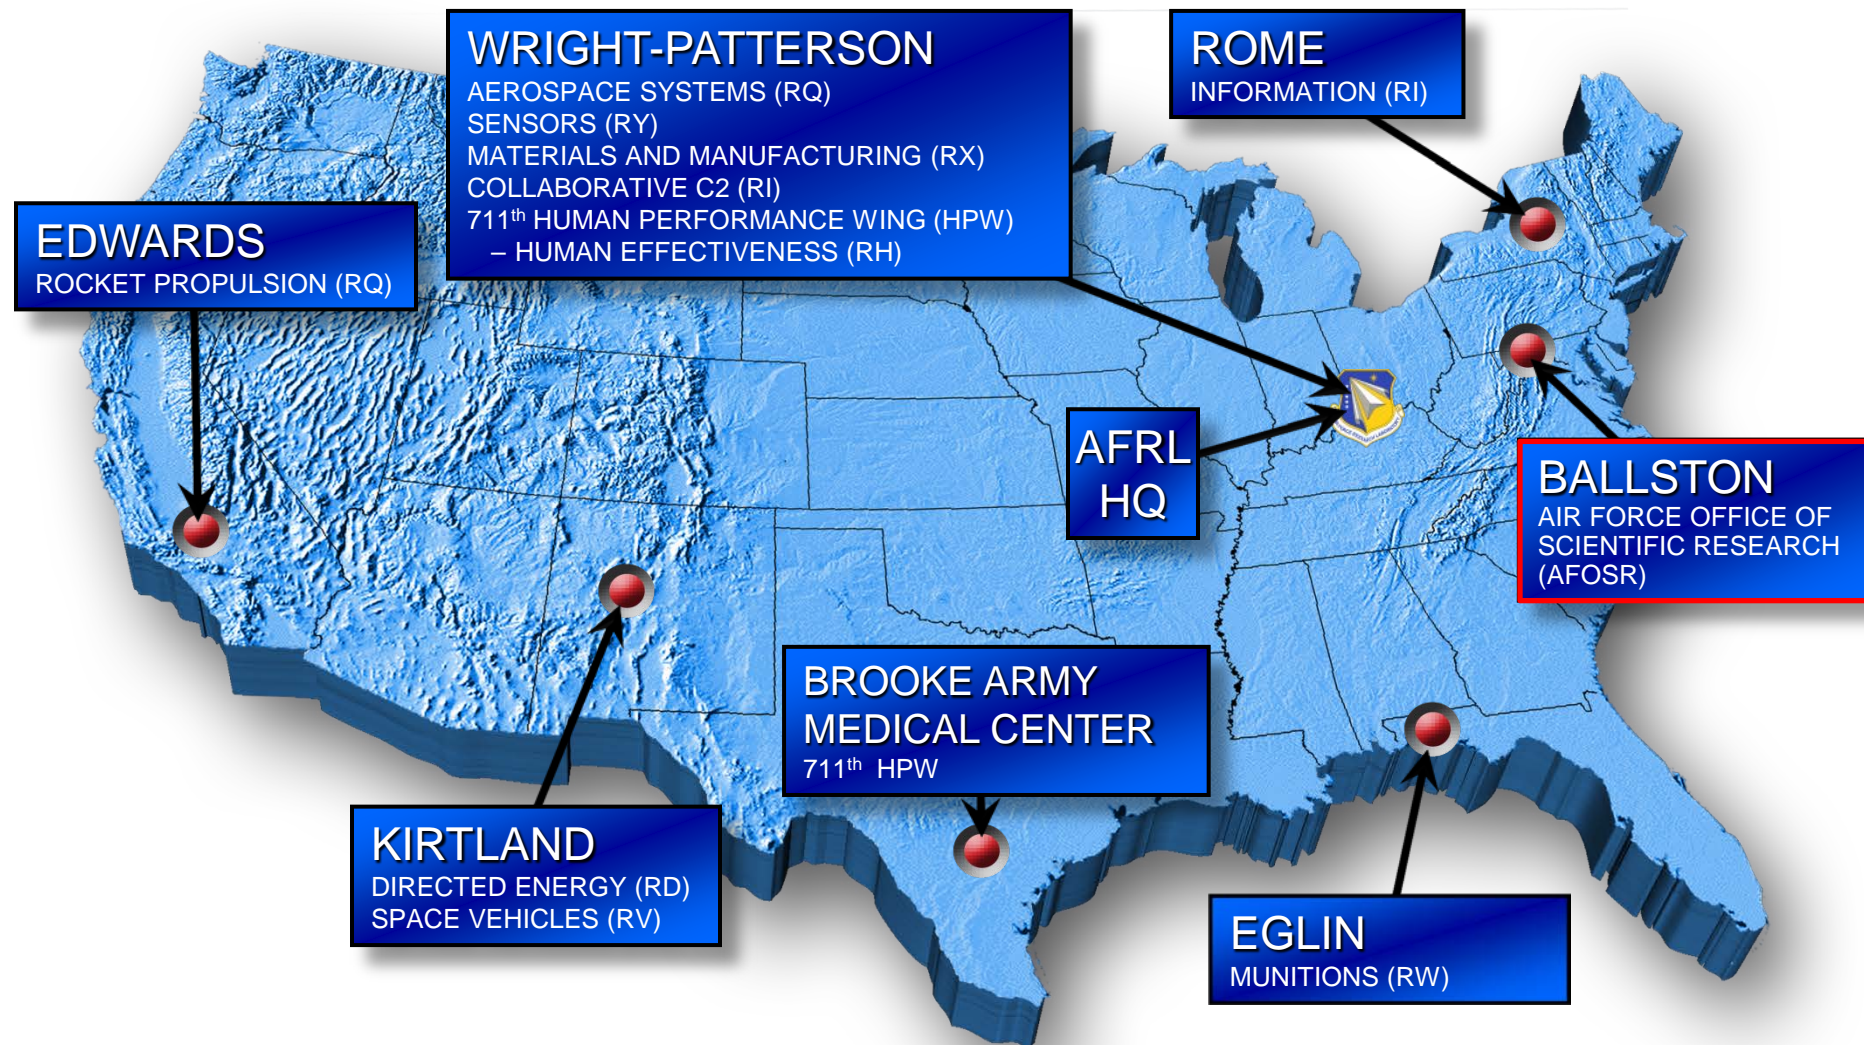 WRIGHT-PATTERSON
AEROSPACE SYSTEMS (RQ)
SENSORS (RY)
MATERIALS AND MANUFACTURING (RX)
COLLABORATIVE C2 (RI)
711th HUMAN PERFORMANCE WING (HPW)
– HUMAN EFFECTIVENESS (RH)
ROME
INFORMATION (RI)
EDWARDS
ROCKET PROPULSION (RQ)
AFRL
HQ
BALLSTON
AIR FORCE OFFICE OF
SCIENTIFIC RESEARCH
(AFOSR)
BROOKE ARMY
MEDICAL CENTER
711th HPW
KIRTLAND
DIRECTED ENERGY (RD)
SPACE VEHICLES (RV)
EGLIN
MUNITIONS (RW)